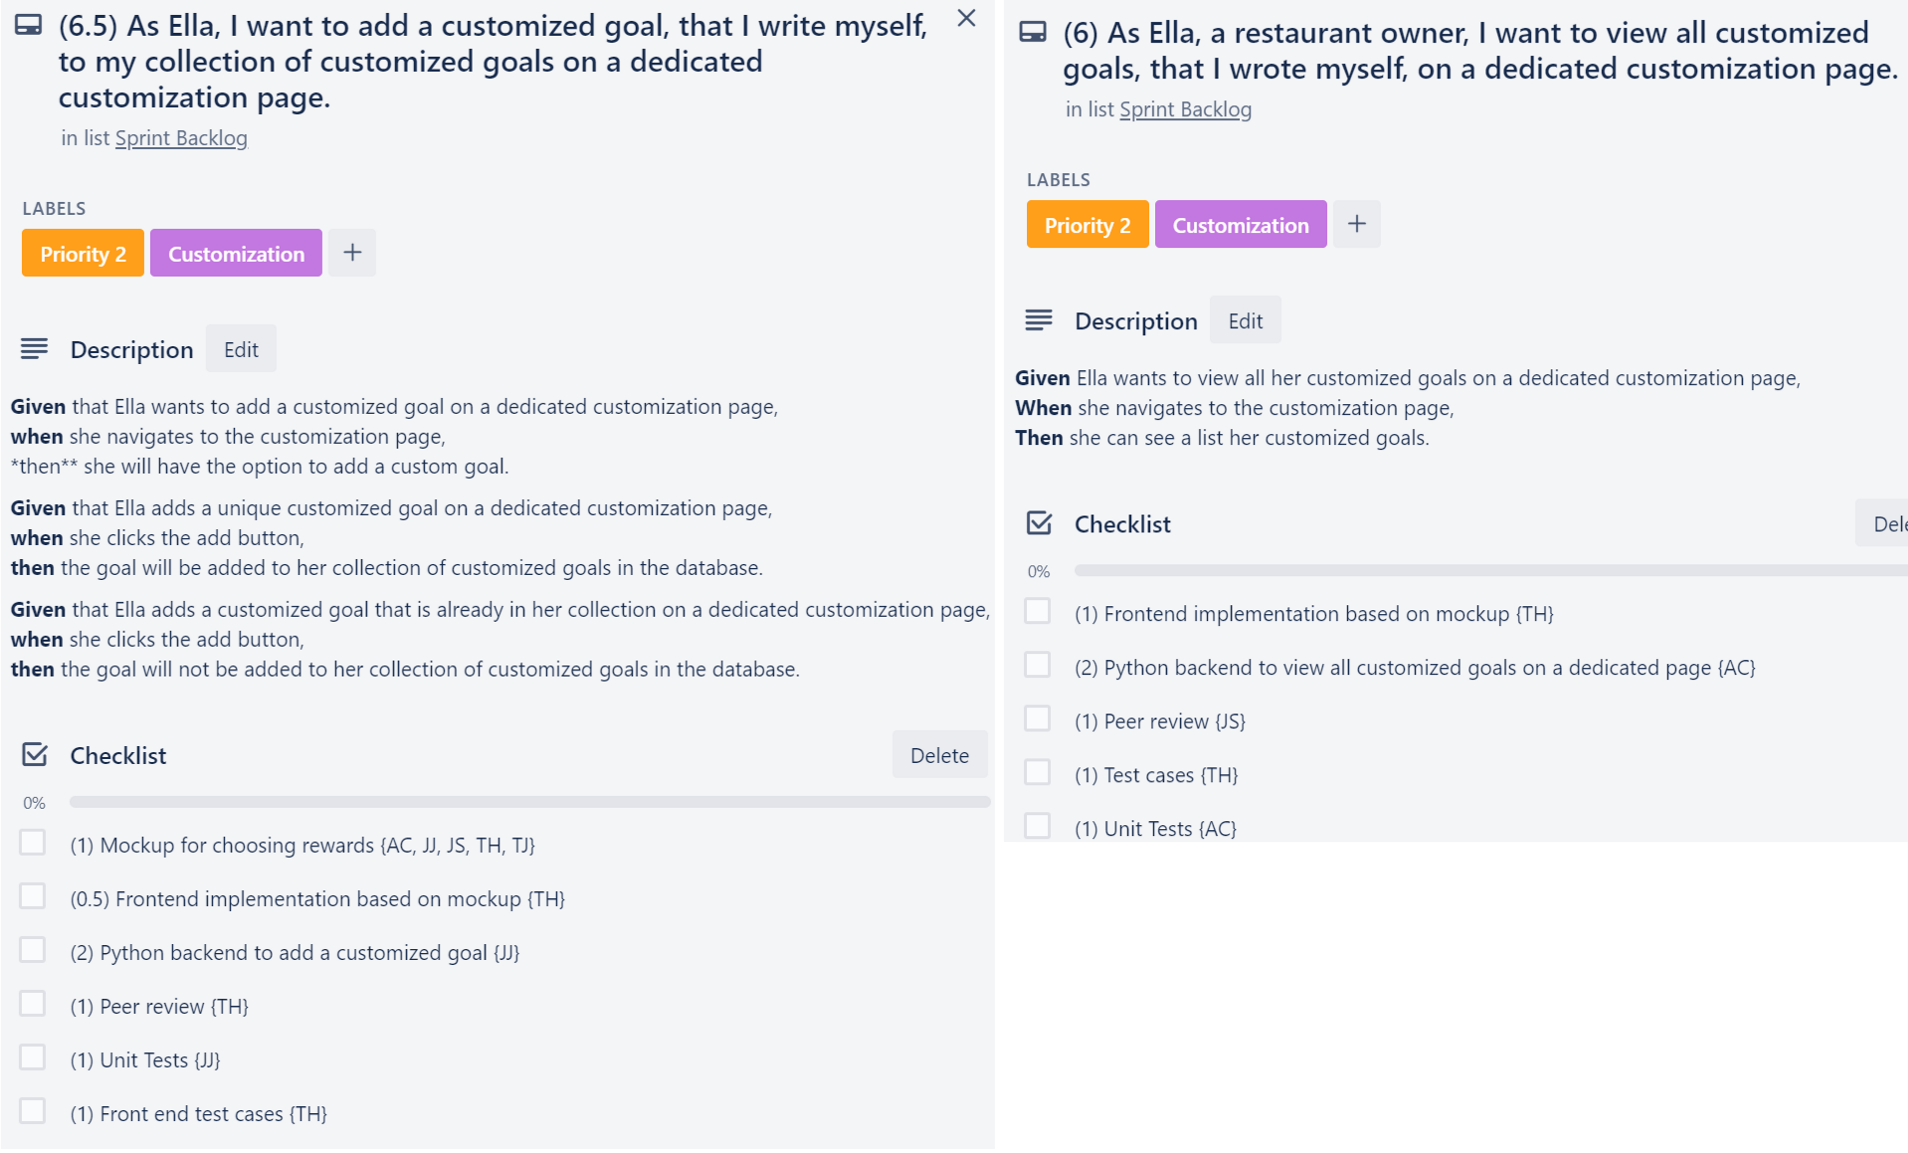 (6.5) As Ella, I want to add a customized goal, that I write myself,
to my collection of customized goals on a dedicated
customization page.
in list Sprint Backlog
LABELS
Priority 2
Customization
+
Description
Edit
Given that Ella wants to add a customized goal on a dedicated customization page,
when she navigates to the customization page,
*then** she will have the option to add a custom goal.
Given that Ella adds a unique customized goal on a dedicated customization page,
when she clicks the add button,
then the goal will be added to her collection of customized goals in the database.
Given that Ella adds a customized goal that is already in her collection on a dedicated customization page,
when she clicks the add button,
then the goal will not be added to her collection of customized goals in the database.
Checklist
Delete
0%
(1) Mockup for choosing rewards {AC, JJ, JS, TH, TJ}
(0.5) Frontend implementation based on mockup {TH}
(2) Python backend to add a customized goal {JJ}
(1) Peer review {TH}
(1) Unit Tests {JJ}
(1) Front end test cases {TH}
(6) As Ella, a restaurant owner, I want to view all customized
goals, that I wrote myself, on a dedicated customization page.
in list Sprint Backlog
LABELS
Priority 2
Customization
+
Description
Edit
Given Ella wants to view all her customized goals on a dedicated customization page,
When she navigates to the customization page,
Then she can see a list her customized goals.
Checklist
Dele
0%
(1) Frontend implementation based on mockup {TH}
(2) Python backend to view all customized goals on a dedicated page {AC}
(1) Peer review {JS}
(1) Test cases {TH}
(1) Unit Tests {AC}